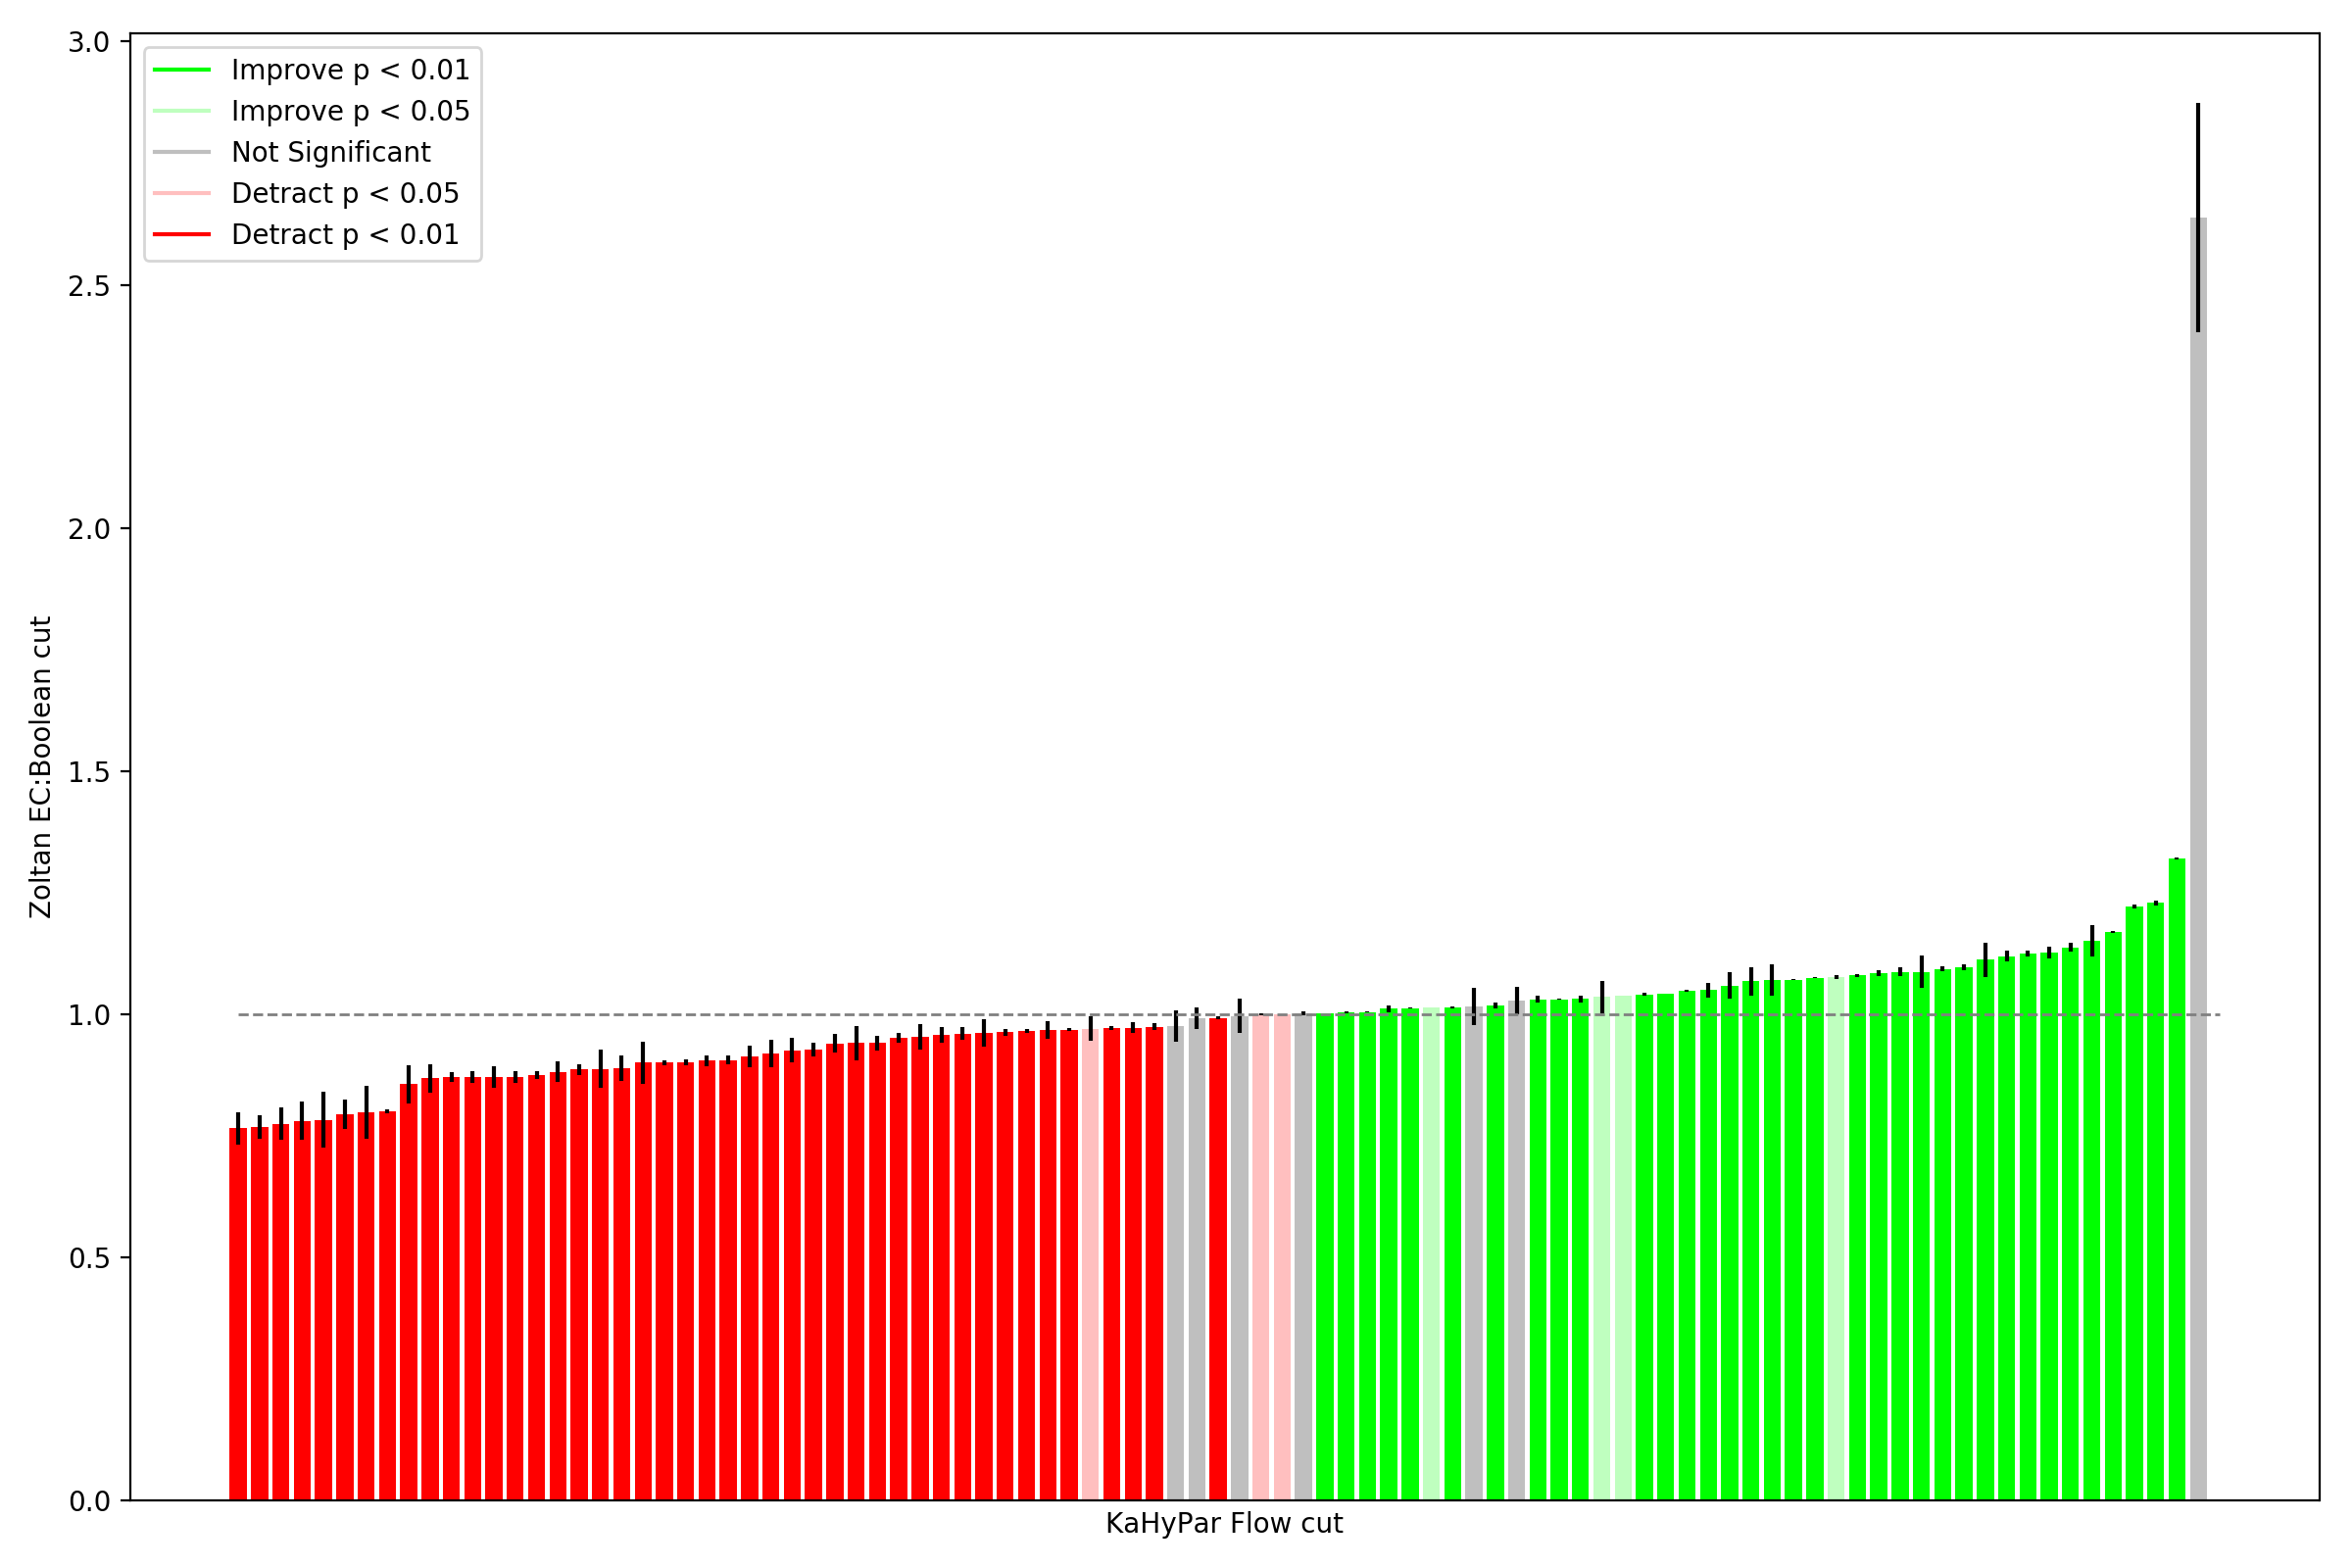 Improve p < 0.01
Improve p < 0.05
Not Significant
Detract p < 0.05
Detract p < 0.01
3.0
2.5
2.0
1.5
1.0
0.5
0.0
Zoltan EC:Boolean cut
KaHyPar Flow cut